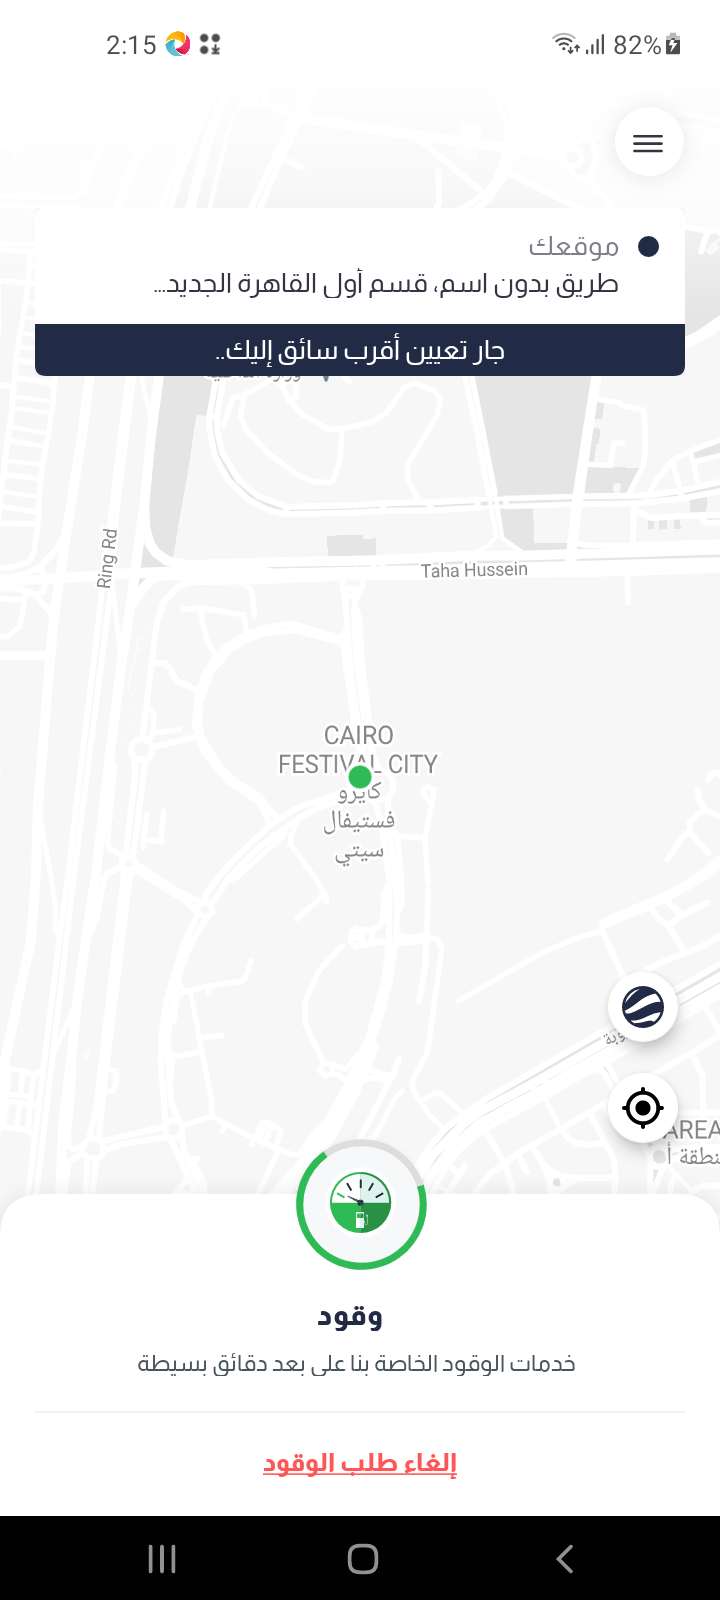 2:15
82%
موقعك
طريق بدون اسم، قسم أول القاهرة الجديد...
جار تعيين أقرب سائق إليك..
Ring Rd
Taha Hussein
CAIRO
FESTIVAL CITY
كايرو
فستيفال
سيتي
AREA
منطقة أ
وقود
خدمات الوقود الخاصة بنا على بعد دقائق بسيطة
إلغاء طلب الوقود